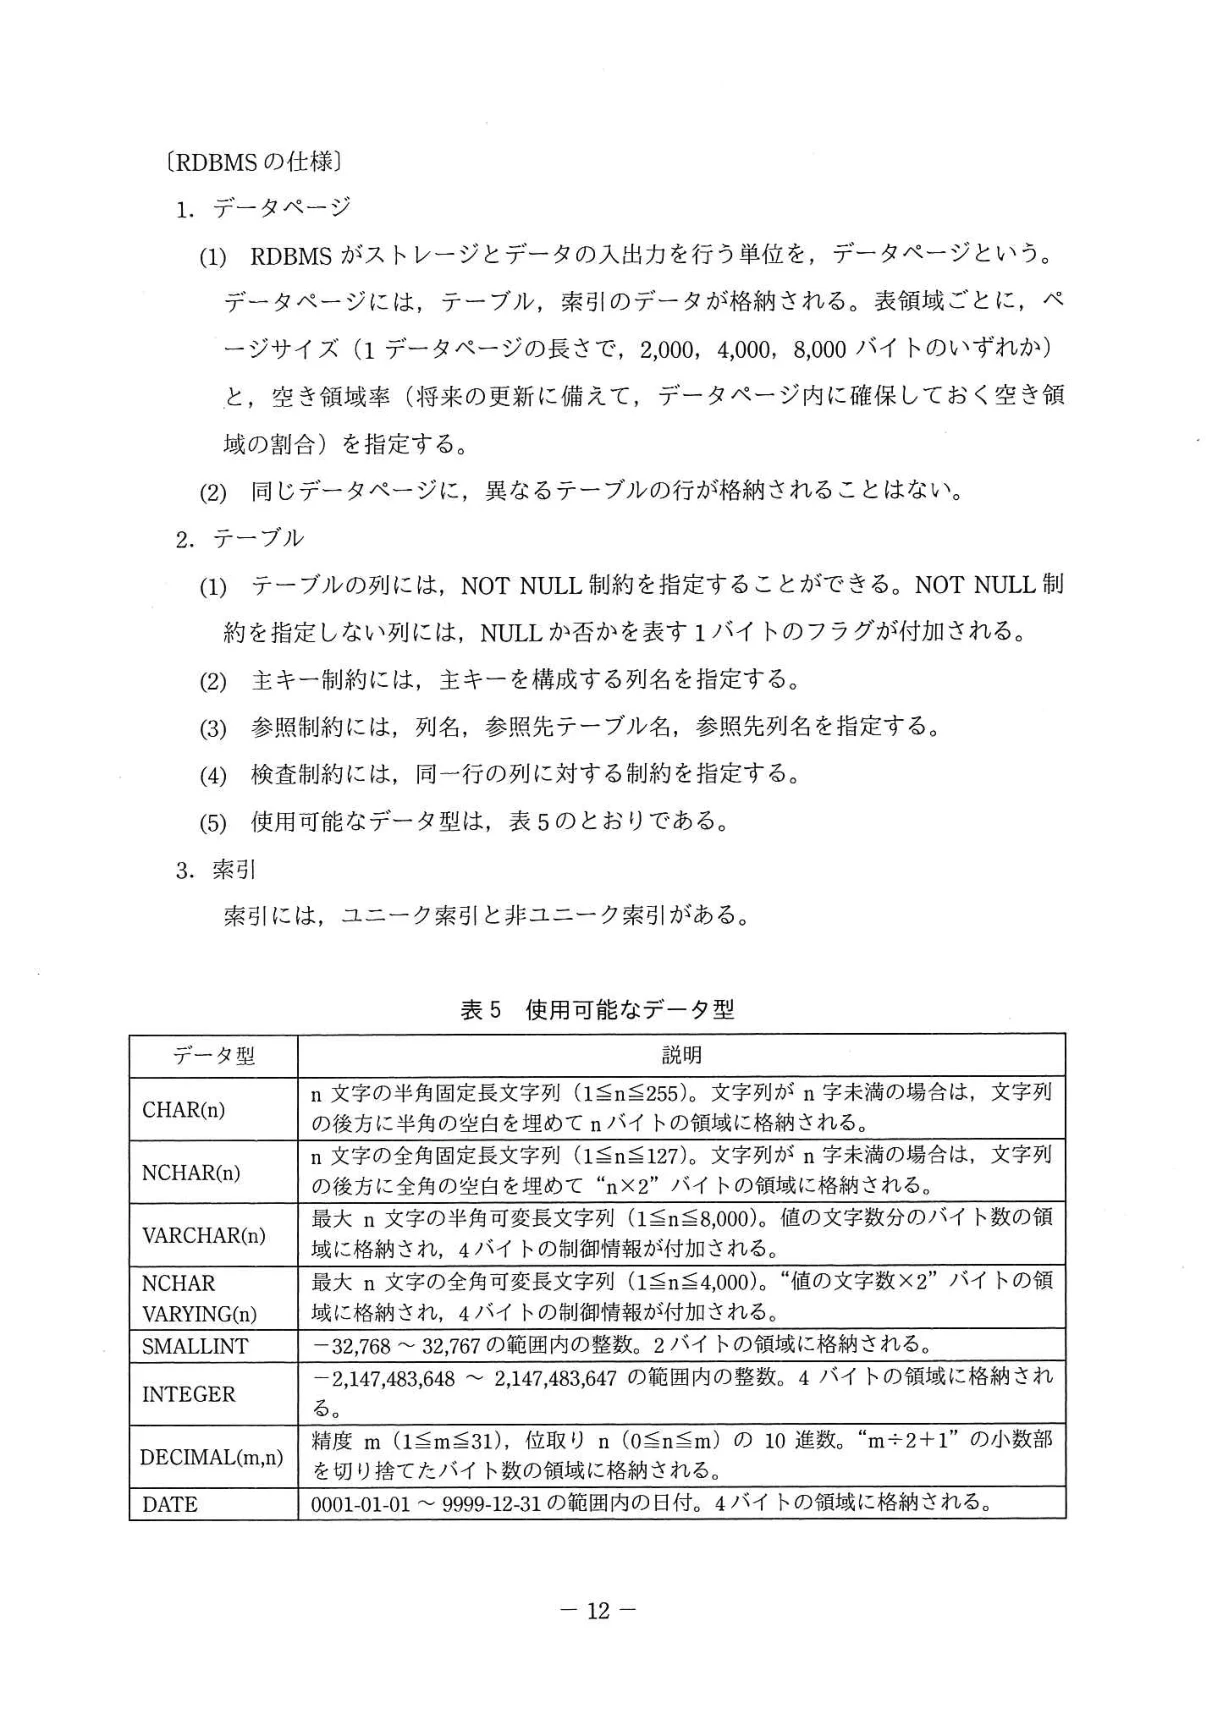 〔RDBMS の仕様〕
1. データページ
(1) RDBMS がストレージとデータの入出力を行う単位を，データページという。
データページには，テーブル，索引のデータが格納される。表領域ごとに，ペ
ージサイズ（1 データページの長さで，2,000，4,000，8,000 バイトのいずれか）
と，空き領域率（将来の更新に備えて，データページ内に確保しておく空き領
域の割合）を指定する。
(2) 同じデータページに，異なるテーブルの行が格納されることはない。
2. テーブル
(1) テーブルの列には，NOT NULL 制約を指定することができる。NOT NULL 制
約を指定しない列には，NULL か否かを表す 1 バイトのフラグが付加される。
(2) 主キー制約には，主キーを構成する列名を指定する。
(3) 参照制約には，列名，参照先テーブル名，参照先列名を指定する。
(4) 検査制約には，同一行の列に対する制約を指定する。
(5) 使用可能なデータ型は，表 5 のとおりである。
3. 索引
索引には，ユニーク索引と非ユニーク索引がある。
表 5 使用可能なデータ型
データ型 説明
CHAR(n) n 文字の半角固定長文字列（1≦n≦255）。文字列が n 字未満の場合は，文字列
の後方に半角の空白を埋めて n バイトの領域に格納される。
NCHAR(n) n 文字の全角固定長文字列（1≦n≦127）。文字列が n 字未満の場合は，文字列
の後方に全角の空白を埋めて “n×2” バイトの領域に格納される。
VARCHAR(n) 最大 n 文字の半角可変長文字列（1≦n≦8,000）。値の文字数分のバイト数の領
域に格納され，4 バイトの制御情報が付加される。
NCHAR 最大 n 文字の全角可変長文字列（1≦n≦4,000）。“値の文字数×2” バイトの領
VARYING(n) 域に格納され，4 バイトの制御情報が付加される。
SMALLINT −32,768 ～ 32,767 の範囲内の整数。2 バイトの領域に格納される。
INTEGER −2,147,483,648 ～ 2,147,483,647 の範囲内の整数。4 バイトの領域に格納され
る。
DECIMAL(m,n) 精度 m（1≦m≦31），位取り n（0≦n≦m）の 10 進数。“m÷2+1” の小数部
を切り捨てたバイト数の領域に格納される。
DATE 0001-01-01 ～ 9999-12-31 の範囲内の日付。4 バイトの領域に格納される。
− 12 −